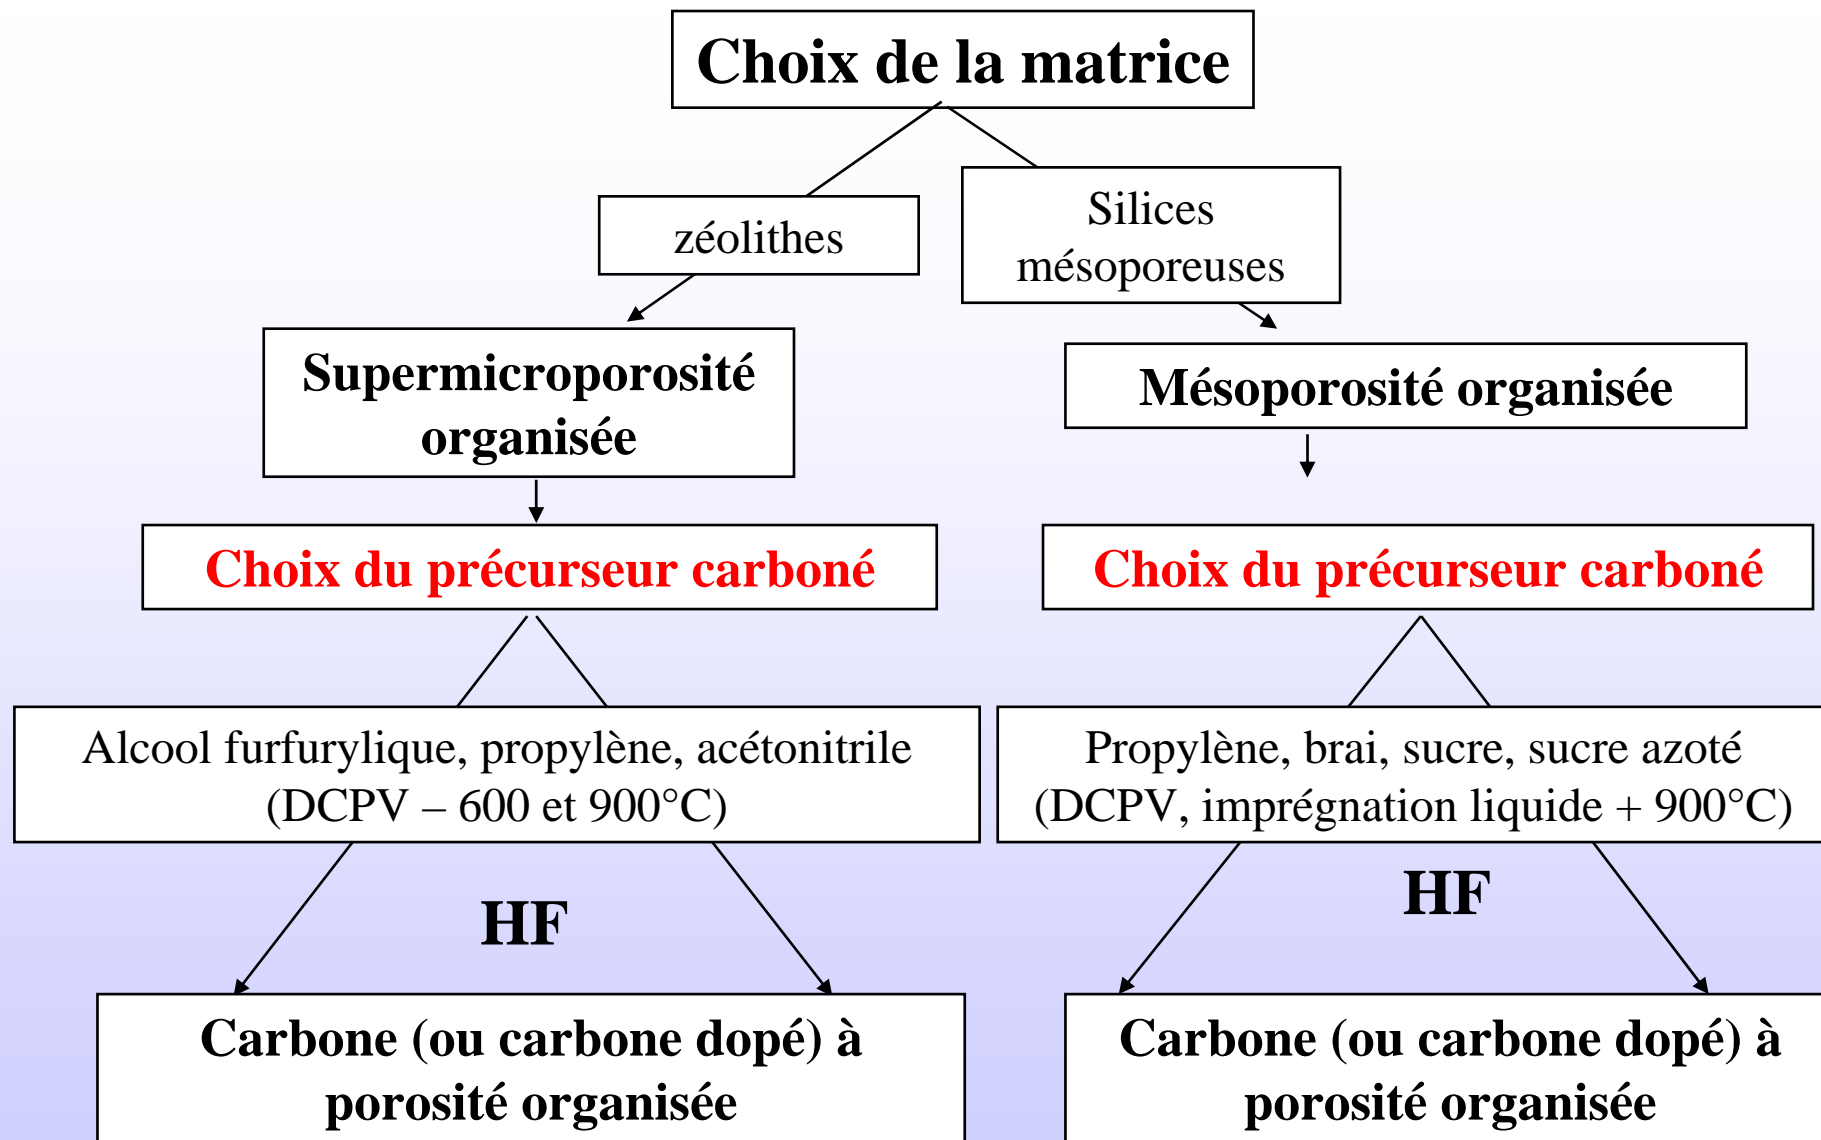 Choix de la matrice
zéolithes
Silices
mésoporeuses
Supermicroporosité
organisée
Mésoporosité organisée
Choix du précurseur carboné
Choix du précurseur carboné
Alcool furfurylique, propylène, acétonitrile
(DCPV – 600 et 900°C)
Propylène, brai, sucre, sucre azoté
(DCPV, imprégnation liquide + 900°C)
HF
HF
Carbone (ou carbone dopé) à
porosité organisée
Carbone (ou carbone dopé) à
porosité organisée